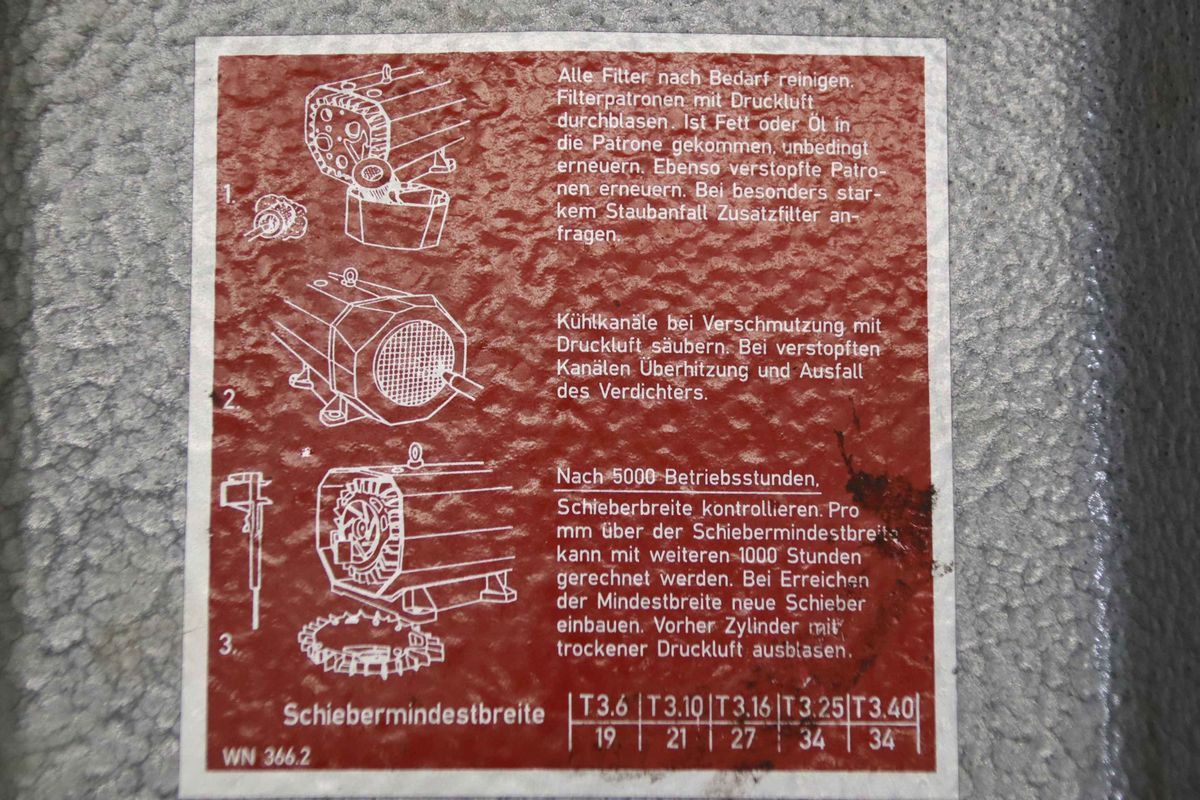 1.
Alle Filter nach Bedarf reinigen.
Filterpatronen mit Druckluft
durchblasen. Ist Fett oder Öl in
die Patrone gekommen, unbedingt
erneuern. Ebenso verstopfte Patro-
nen erneuern. Bei besonders star-
kem Staubanfall Zusatzfilter an-
fragen.
2.
Kühlkanäle bei Verschmutzung mit
Druckluft säubern. Bei verstopften
Kanälen Überhitzung und Ausfall
des Verdichters.
3.
Nach 5000 Betriebsstunden,
Schieberbreite kontrollieren. Pro
mm über der Schiebermindestbreite
kann mit weiteren 1000 Stunden
gerechnet werden. Bei Erreichen
der Mindestbreite neue Schieber
einbauen. Vorher Zylinder mit
trockener Druckluft ausblasen.
Schiebermindestbreite
T3.6 T3.10 T3.16 T3.25 T3.40
19 21 27 34 34
WN 366.2